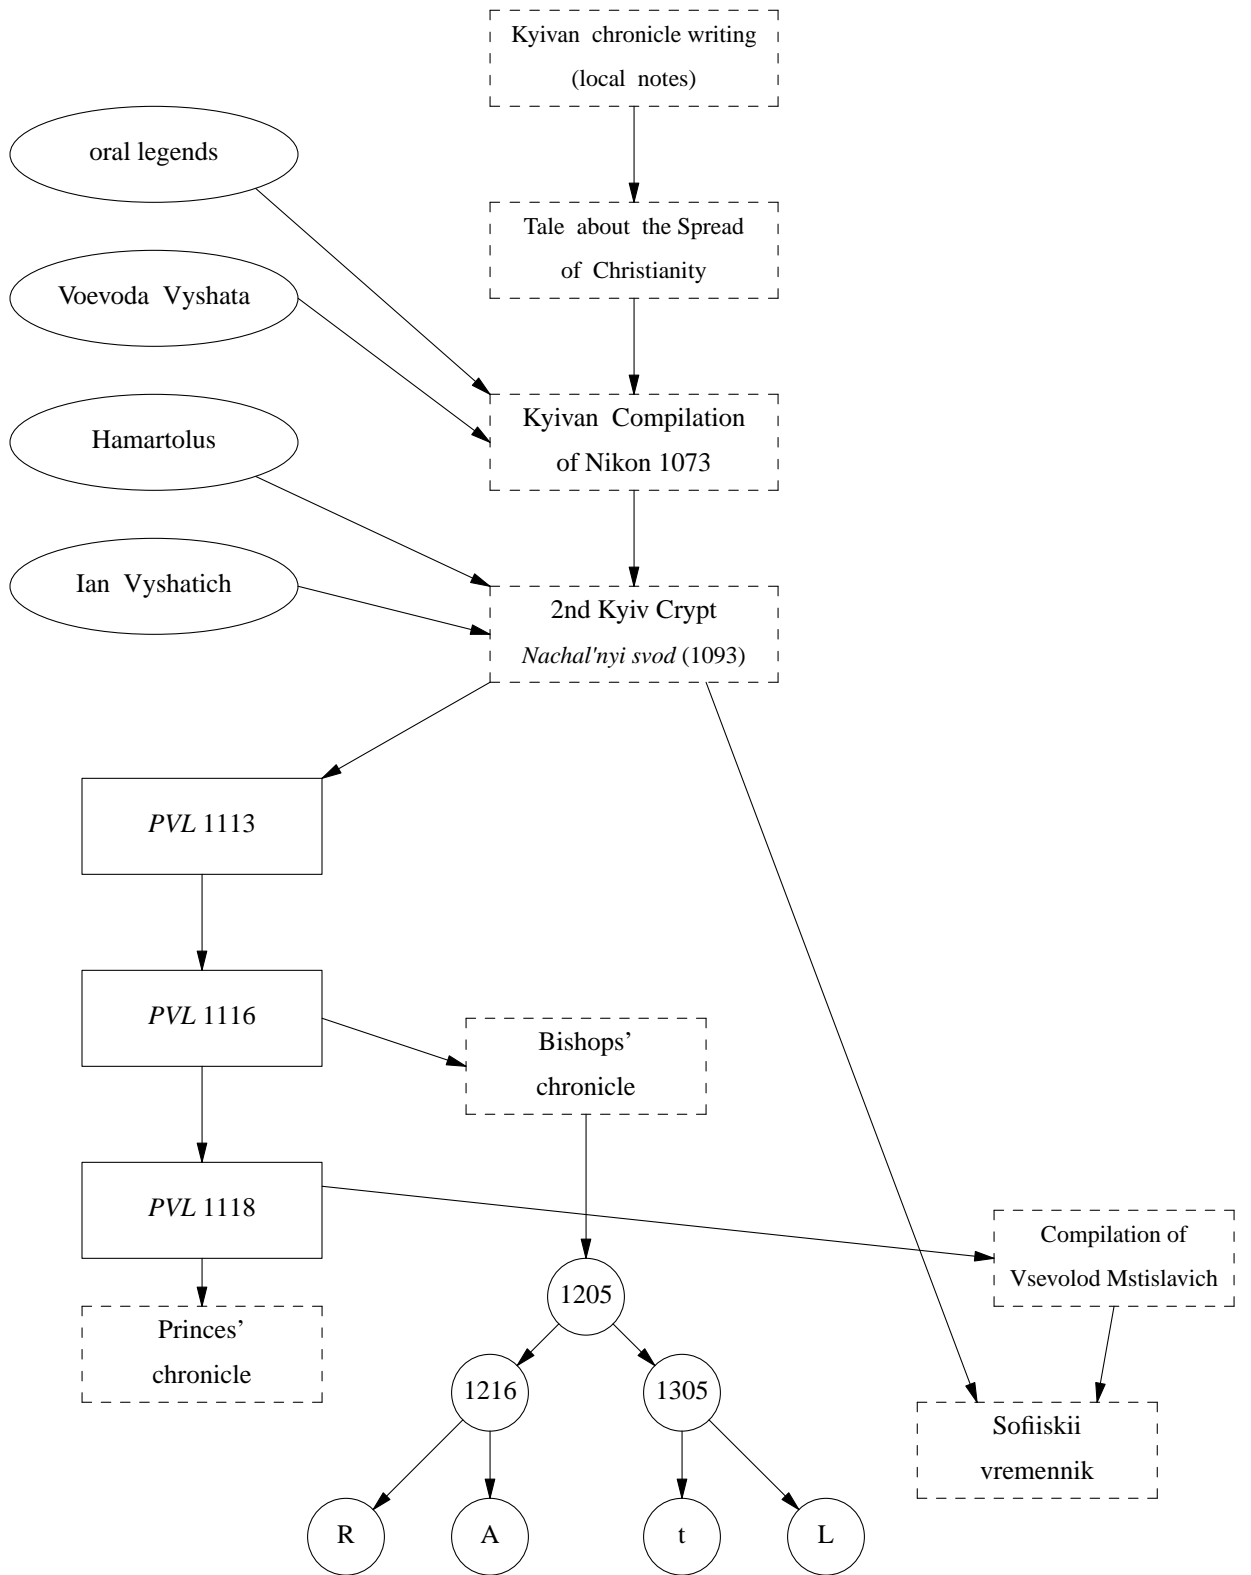 Kyivan chronicle writing
(local notes)
oral legends
Tale about the Spread
of Christianity
Voevoda Vyshata
Kyivan Compilation
of Nikon 1073
Hamartolus
Ian Vyshatich
2nd Kyiv Crypt
Nachal'nyi svod (1093)
PVL 1113
PVL 1116
Bishops’
chronicle
PVL 1118
Compilation of
Vsevolod Mstislavich
1205
Princes’
chronicle
1216
1305
Sofiiskii
vremennik
R
A
t
L